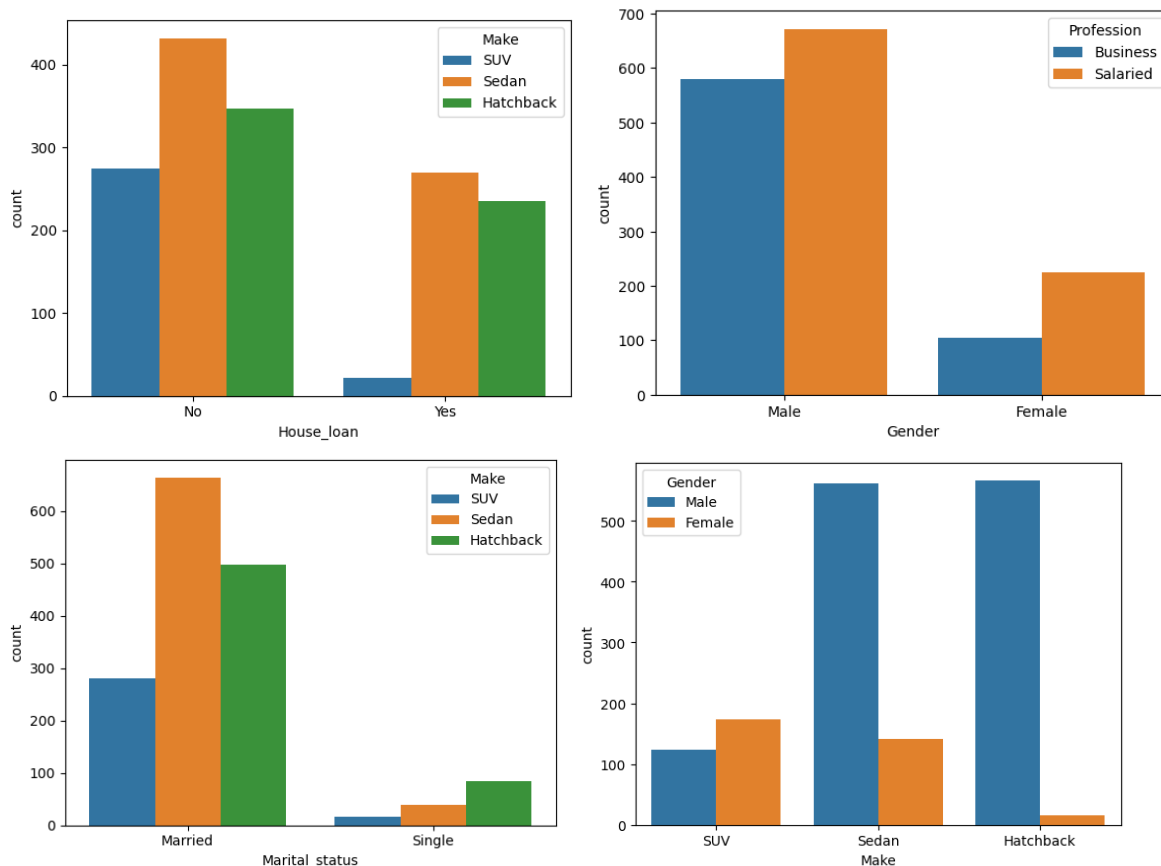 Make
SUV
Sedan
Hatchback
400
300
200
100
0
count
No
Yes
House_loan
Profession
Business
Salaried
700
600
500
400
300
200
100
0
count
Male
Female
Gender
Make
SUV
Sedan
Hatchback
600
500
400
300
200
100
0
count
Married
Single
Marital_status
Gender
Male
Female
500
400
300
200
100
0
count
SUV
Sedan
Hatchback
Make